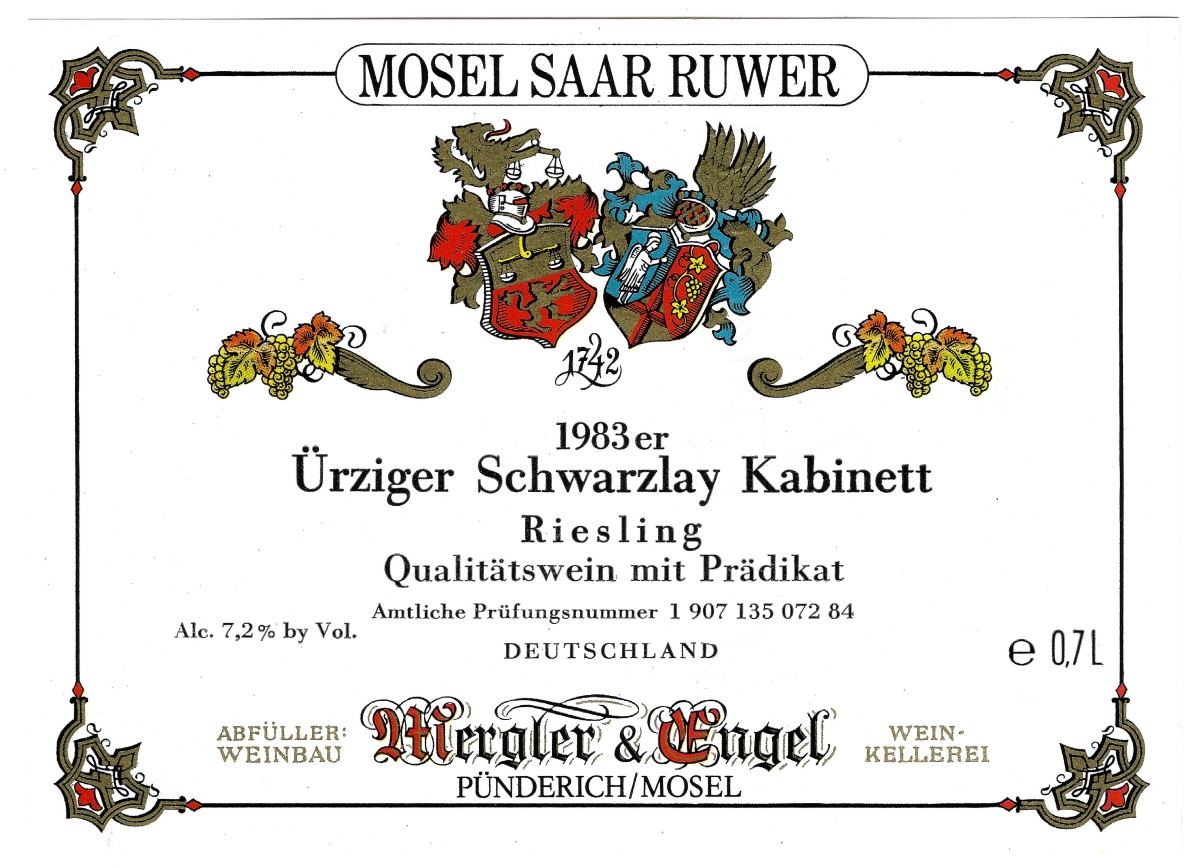 MOSEL SAAR RUWER
1742
1983er
Ürziger Schwarzlay Kabinett
Riesling
Qualitätswein mit Prädikat
Amtliche Prüfungsnummer 1 907 135 072 84
Alc. 7,2% by Vol.
DEUTSCHLAND
e 0,7 L
ABFÜLLER:
WEINBAU
Mergler & Engel
WEIN-
KELLEREI
PÜNDERICH/MOSEL